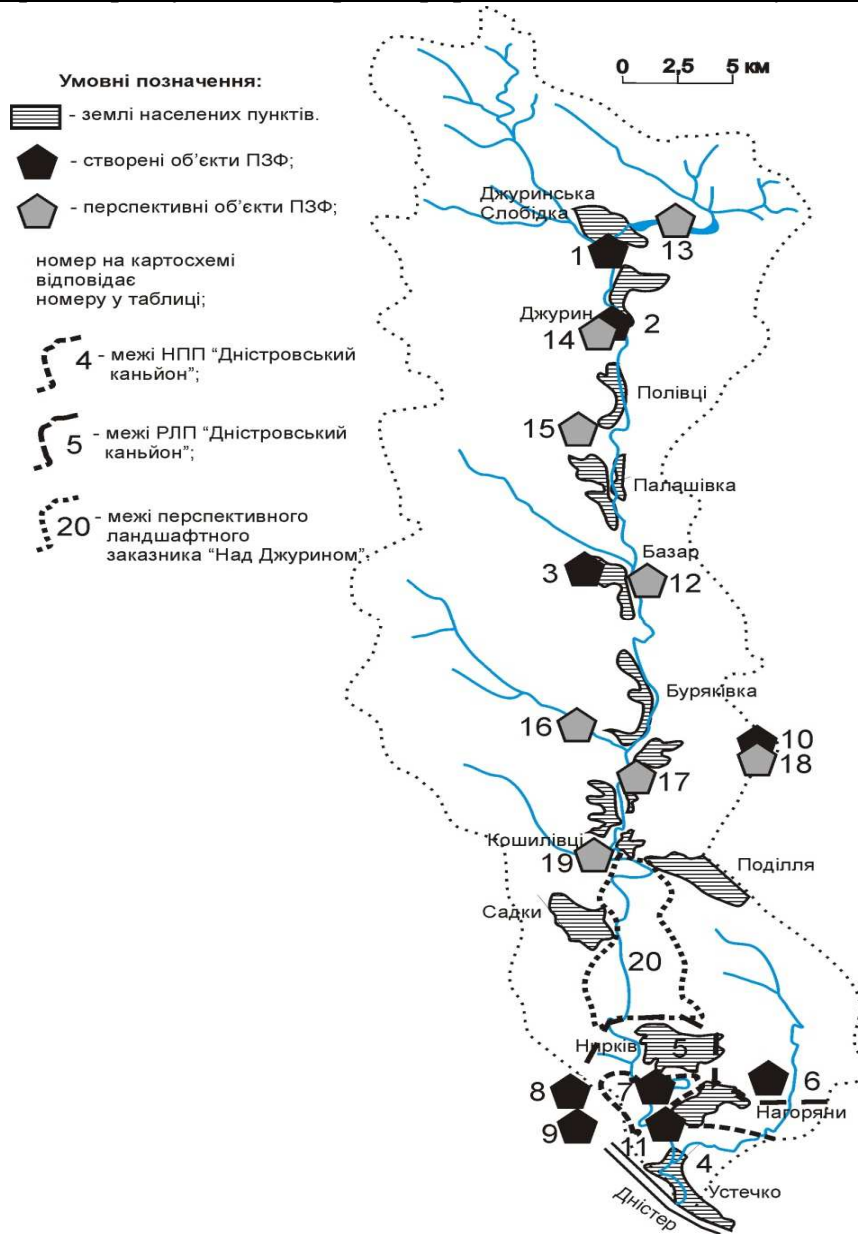 Умовні позначення:
- землі населених пунктів.
- створені об’єкти ПЗФ;
- перспективні об’єкти ПЗФ;
номер на картосхемі
відповідає
номеру у таблиці;
4 - межі НПП “Дністровський
каньйон”;
5 - межі РЛП “Дністровський
каньйон”;
20 - межі перспективного
ландшафтного
заказника “Над Джурином”.
0 2,5 5 км
Джуринська
Слобідка
13
1
Джурин
2
14
Полівці
15
Палашівка
Базар
3
12
Буряківка
16
10
18
17
Кошилівці
19
Поділля
Садки
20
Нирків
5
8
7
6
Нагоряни
9
11
4
Устечко
Дністер